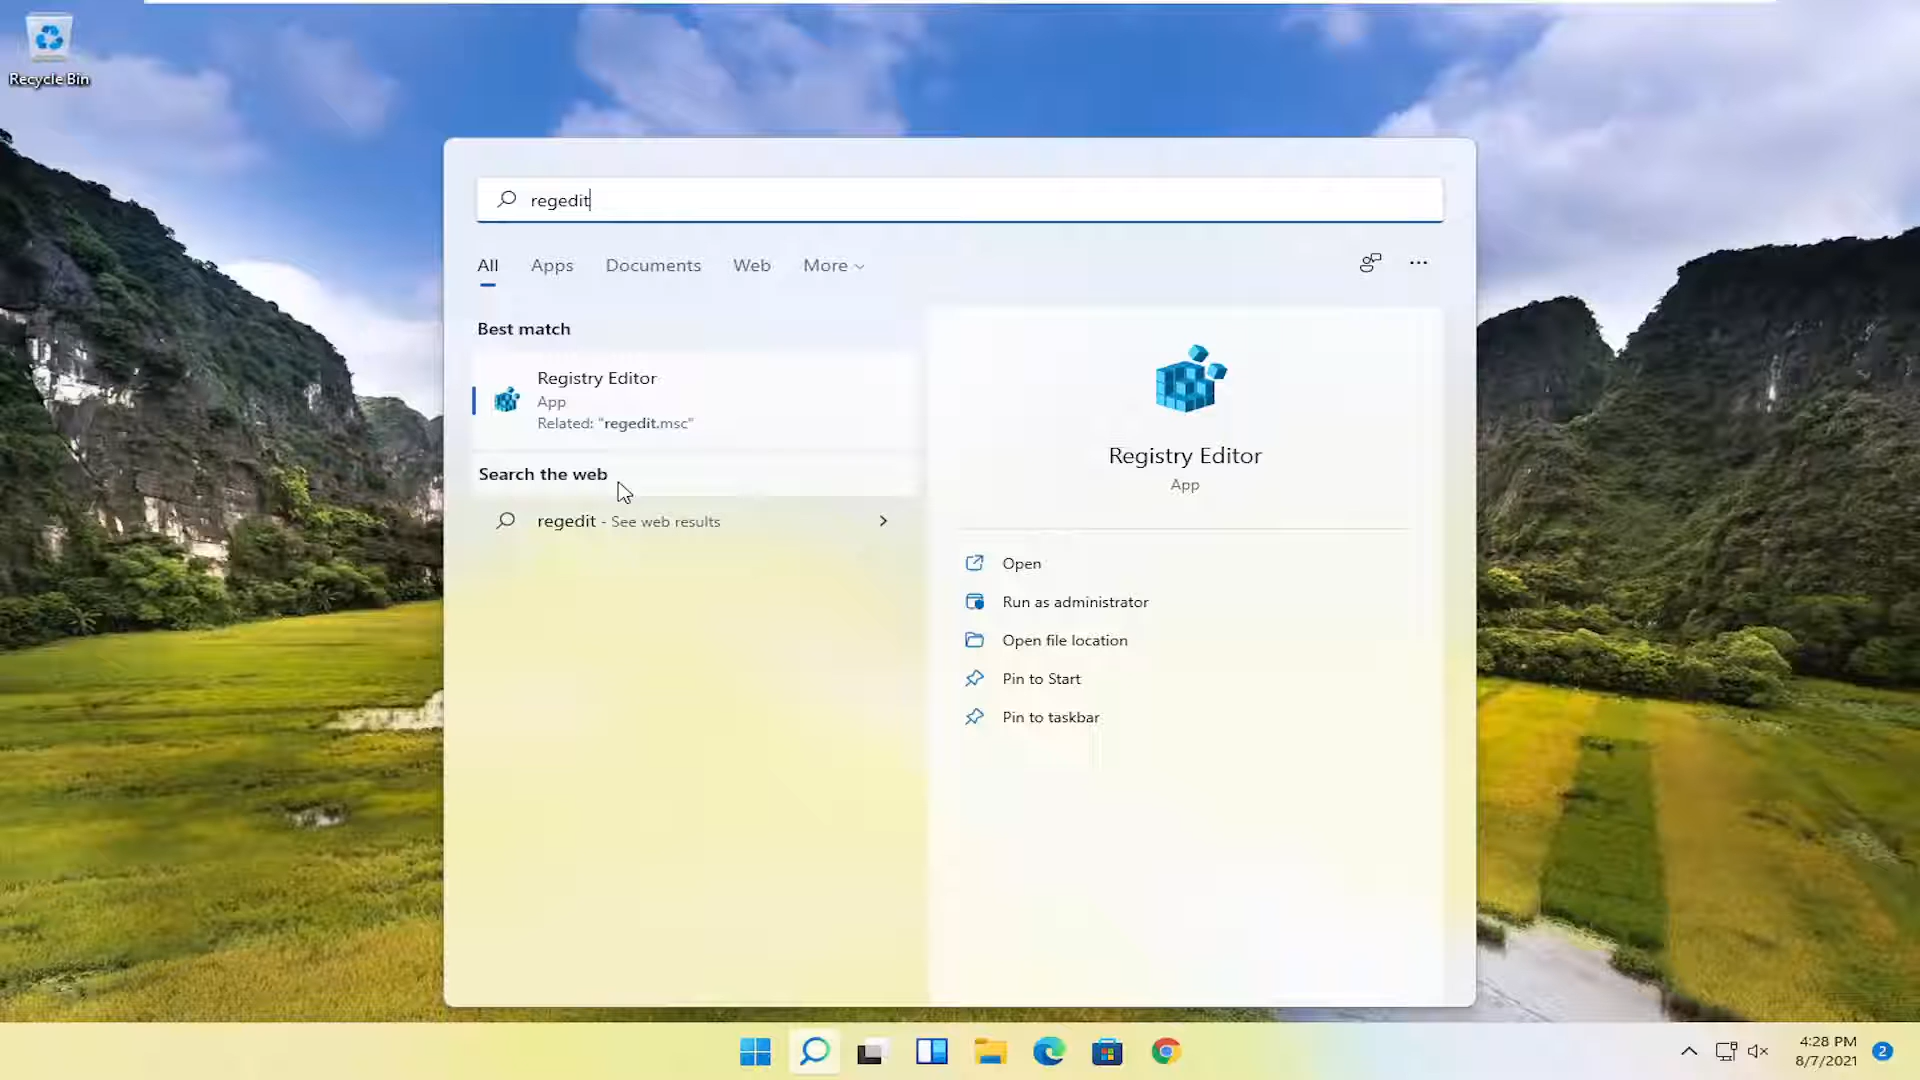 Recycle Bin
regedit
All Apps Documents Web More
Best match
Registry Editor
App
Related: "regedit.msc"
Search the web
regedit - See web results
Registry Editor
App
Open
Run as administrator
Open file location
Pin to Start
Pin to taskbar
4:28 PM
8/7/2021
2